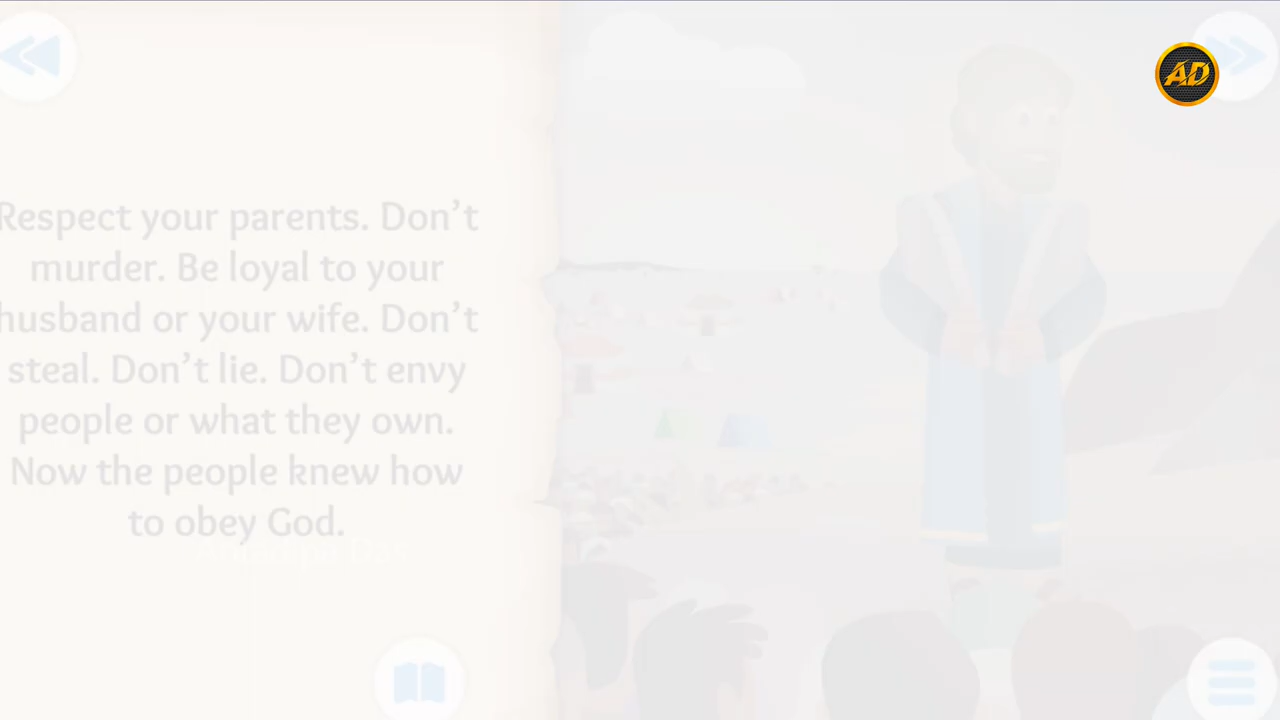 AD
Respect your parents. Don't
murder. Be loyal to your
husband or your wife. Don't
steal. Don't lie. Don't envy
people or what they own.
Now the people knew how
to obey God.